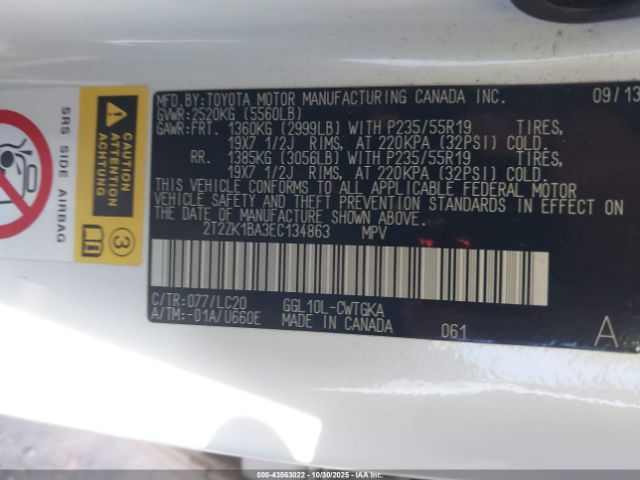 MFD.BY: TOYOTA MOTOR MANUFACTURING CANADA INC. 09/13
GVWR: 2520KG (5560LB)
GAWR: FRT. 1360KG (2999LB) WITH P235/55R19 TIRES,
19X7 1/2J RIMS, AT 220KPA (32PSI) COLD.
RR. 1385KG (3056LB) WITH P235/55R19 TIRES,
19X7 1/2J RIMS, AT 220KPA (32PSI) COLD.
THIS VEHICLE CONFORMS TO ALL APPLICABLE FEDERAL MOTOR
VEHICLE SAFETY AND THEFT PREVENTION STANDARDS IN EFFECT ON
THE DATE OF MANUFACTURE SHOWN ABOVE.
2T2ZK1BA3EC134863 MPV
C/TR: 077/LC20 GGL10L-CWTGKA
A/TM: -01A/U660E MADE IN CANADA 061 A
SRS SIDE AIRBAG
CAUTION
ATTENTION
3
000-43563022 - 10/30/2025 - IAA Inc.